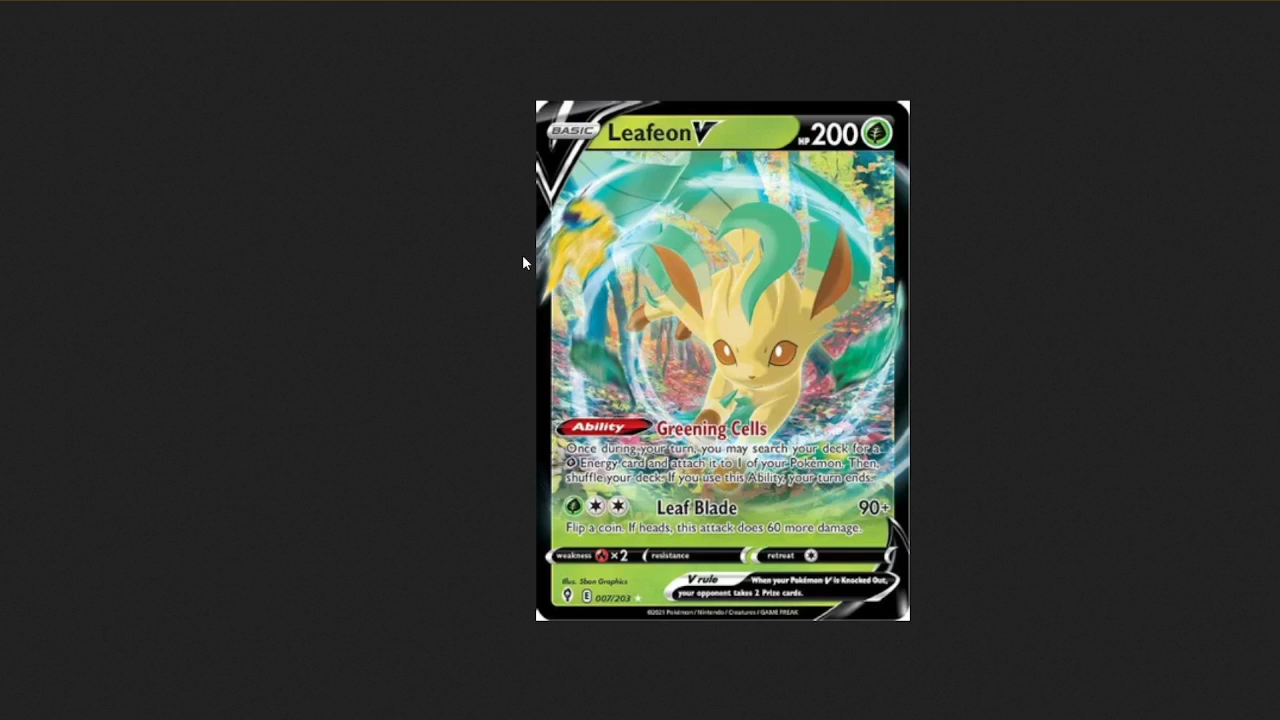 BASIC Leafeon V HP 200
Ability Greening Cells
Once during your turn, you may search your deck for a
Energy card and attach it to 1 of your Pokémon. Then,
shuffle your deck. If you use this Ability, your turn ends.
Leaf Blade 90+
Flip a coin. If heads, this attack does 60 more damage.
weakness ×2 resistance retreat
Illus. 5ban Graphics
V rule When your Pokémon V is Knocked Out,
your opponent takes 2 Prize cards.
E 007/203
©2021 Pokémon / Nintendo / Creatures / GAME FREAK